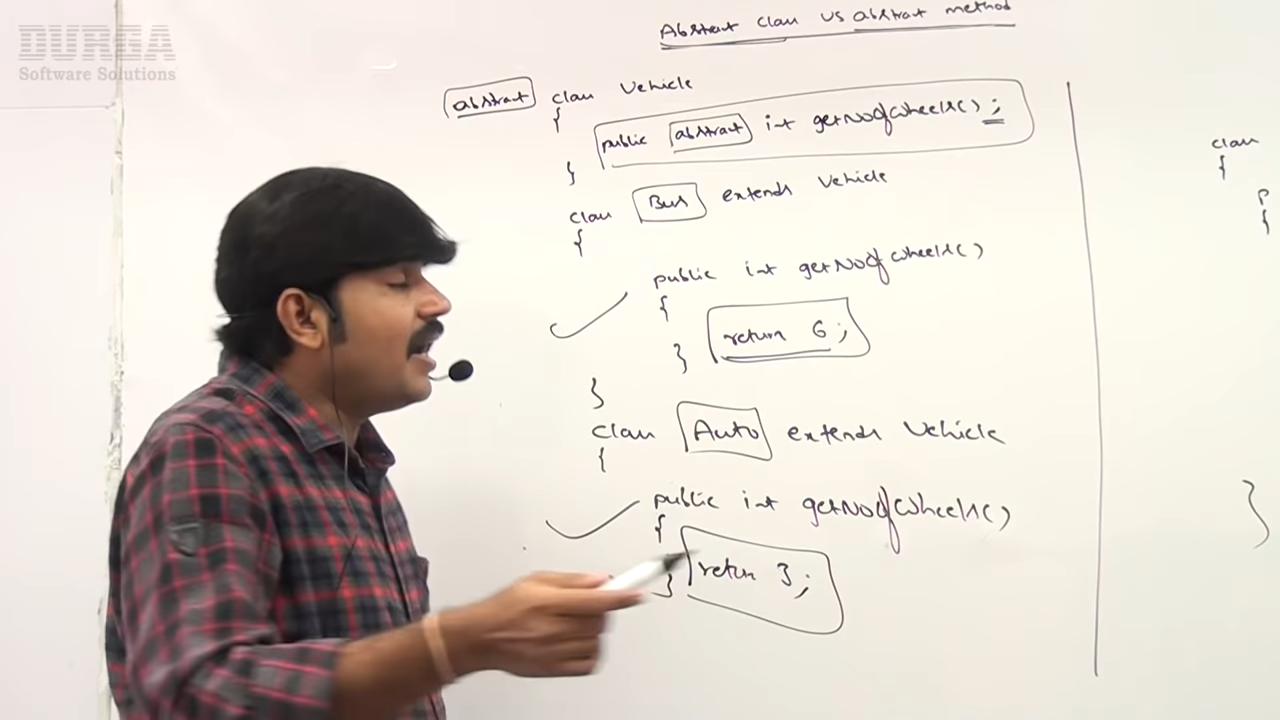 DURGA
Software Solutions
Abstract class vs abstract method
abstract class Vehicle
{
public abstract int getNoOfWheels();
}
class Bus extends Vehicle
{
public int getNoOfWheels()
{
return 6;
}
}
class Auto extends Vehicle
{
public int getNoOfWheels()
{
return 3;
}
class
{
p
{
}